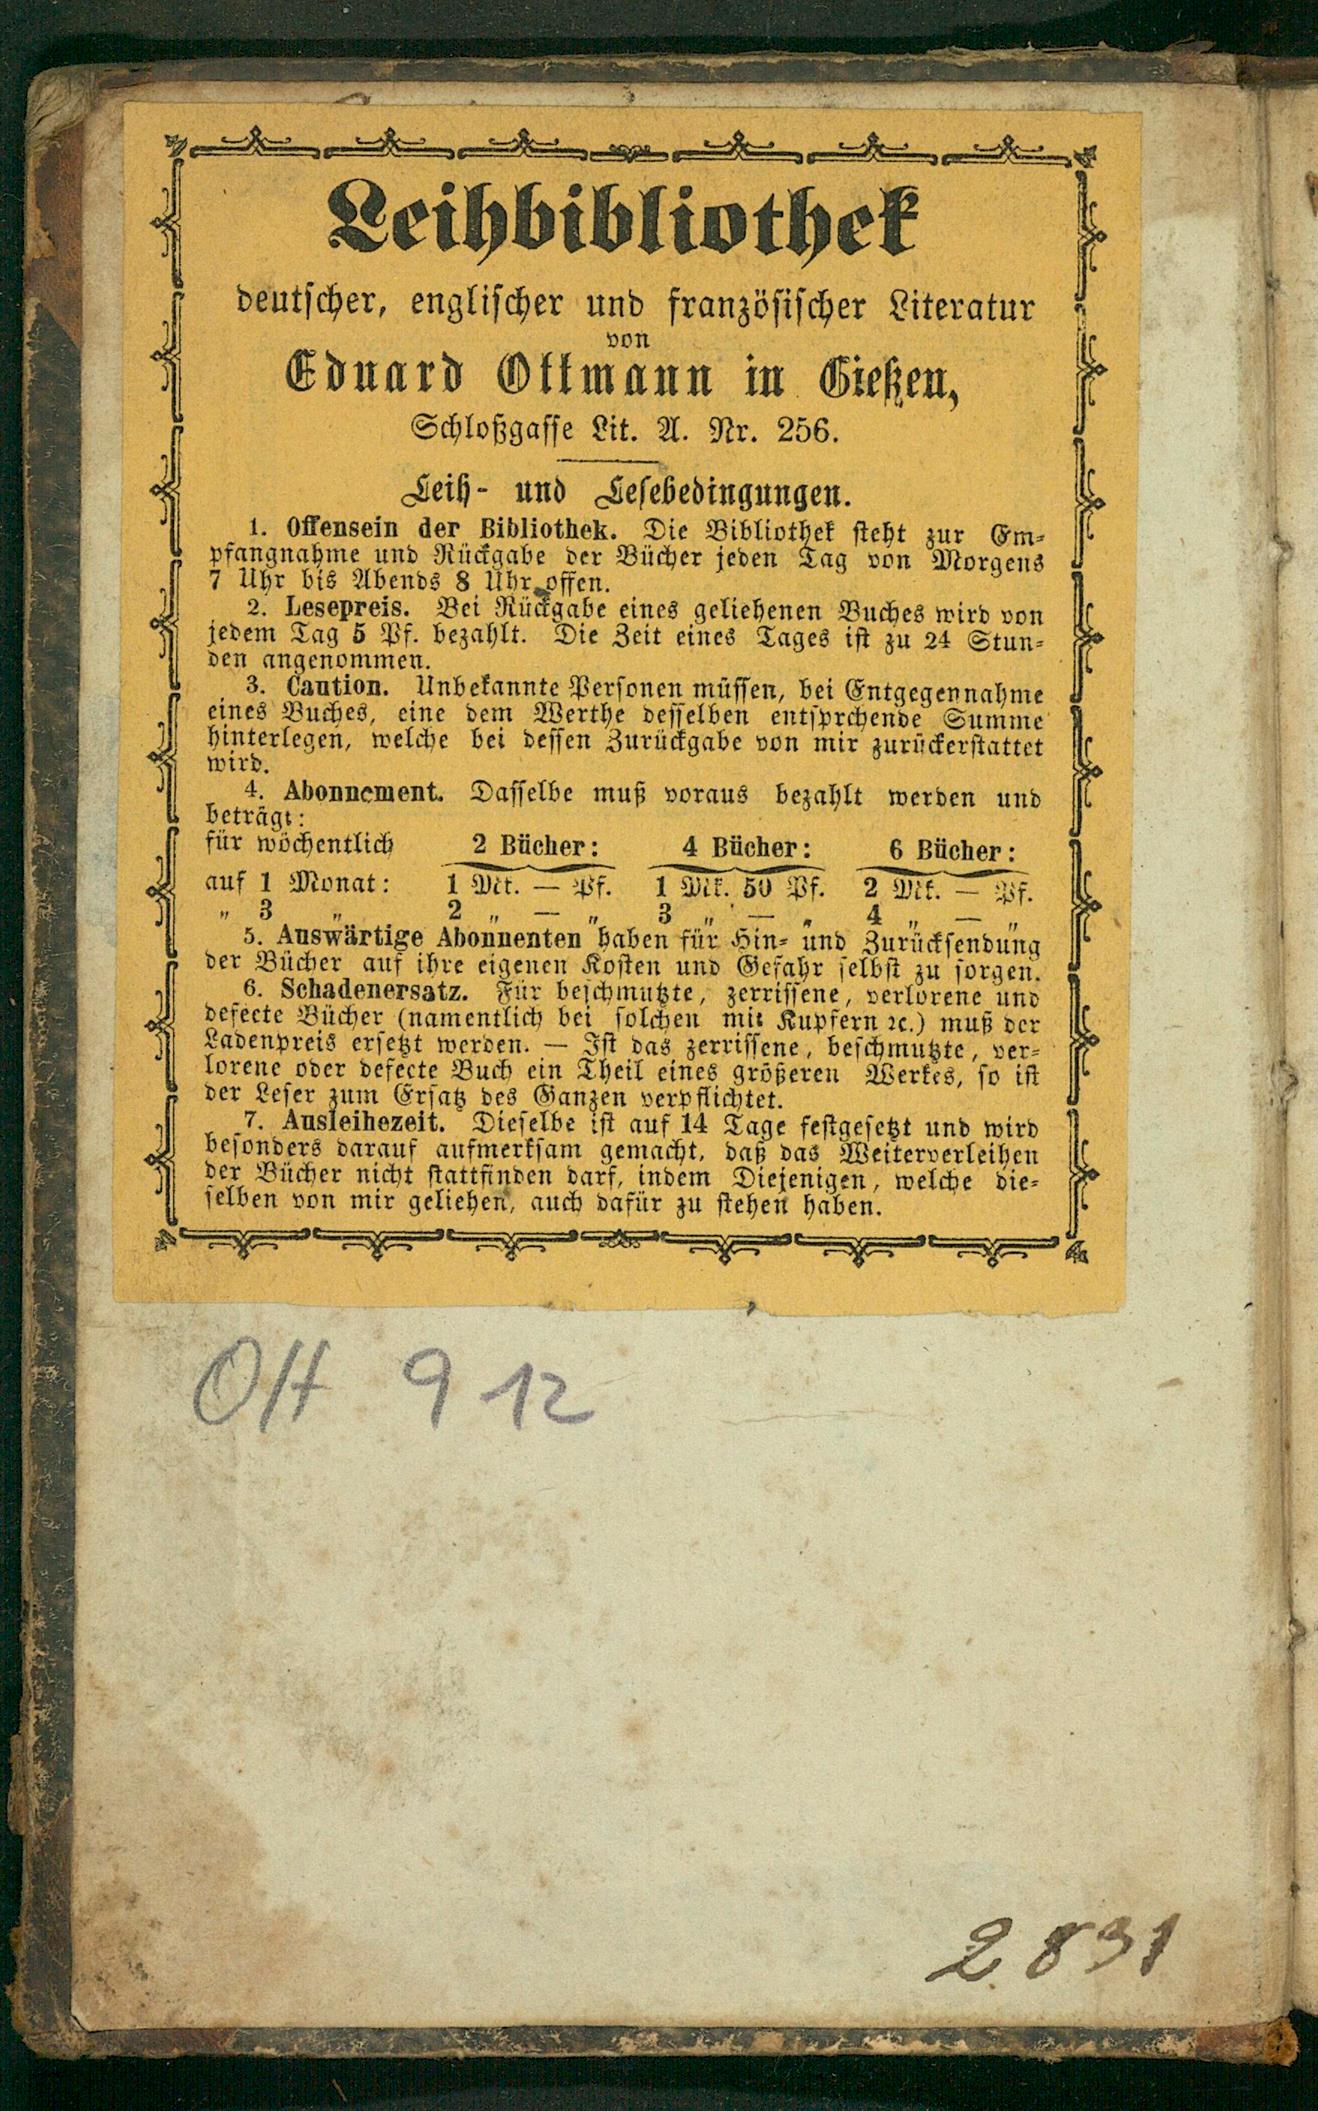 Leihbibliothek
deutscher, englischer und französischer Literatur
von
Eduard Ottmann in Gießen,
Schloßgasse Lit. A. Nr. 256.
Leih- und Lesebedingungen.
1. Offensein der Bibliothek. Die Bibliothek steht zur Em-
pfangnahme und Rückgabe der Bücher jeden Tag von Morgens
7 Uhr bis Abends 8 Uhr offen.
2. Lesepreis. Bei Rückgabe eines geliehenen Buches wird von
jedem Tag 5 Pf. bezahlt. Die Zeit eines Tages ist zu 24 Stun-
den angenommen.
3. Caution. Unbekannte Personen müssen, bei Entgegennahme
eines Buches, eine dem Werthe desselben entsprchende Summe
hinterlegen, welche bei dessen Zurückgabe von mir zurückerstattet
wird.
4. Abonnement. Dasselbe muß voraus bezahlt werden und
beträgt:
für wöchentlich 2 Bücher: 4 Bücher: 6 Bücher:
auf 1 Monat: 1 Mk. — Pf. 1 Mk. 50 Pf. 2 Mk. — Pf.
„ 3 „ 2 „ — „ 3 „ — „ 4 „ — „
5. Auswärtige Abonnenten haben für Hin- und Zurücksendung
der Bücher auf ihre eigenen Kosten und Gefahr selbst zu sorgen.
6. Schadenersatz. Für beschmutzte, zerrissene, verlorene und
defecte Bücher (namentlich bei solchen mit Kupfern ꝛc.) muß der
Ladenpreis ersetzt werden. — Ist das zerrissene, beschmutzte, ver-
lorene oder defecte Buch ein Theil eines größeren Werkes, so ist
der Leser zum Ersatz des Ganzen verpflichtet.
7. Ausleihezeit. Dieselbe ist auf 14 Tage festgesetzt und wird
besonders darauf aufmerksam gemacht, daß das Weiterverleihen
der Bücher nicht stattfinden darf, indem Diejenigen, welche die-
selben von mir geliehen, auch dafür zu stehen haben.
OH 912
2831